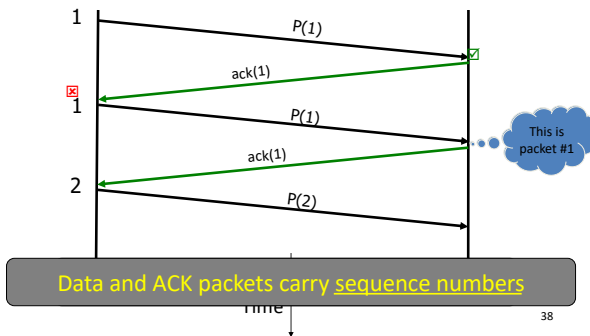 1
P(1)
ack(1)
1
P(1)
This is
packet #1
ack(1)
2
P(2)
Data and ACK packets carry sequence numbers
Time
38